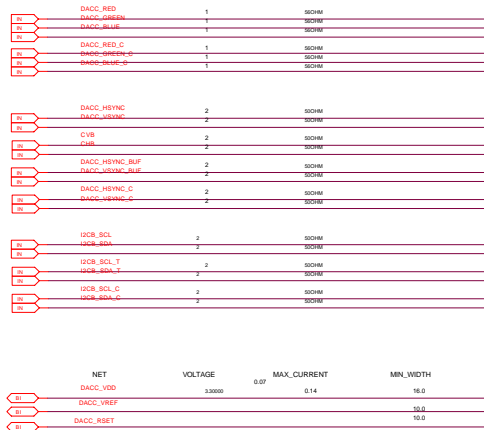 DACC_RED 1 50OHM
IN DACC_GREEN 1 50OHM
IN DACC_BLUE 1 50OHM
IN
DACC_RED_C 1 50OHM
IN DACC_GREEN_C 1 50OHM
IN DACC_BLUE_C 1 50OHM
IN
DACC_HSYNC 2 50OHM
IN DACC_VSYNC 2 50OHM
IN
CVB 2 50OHM
IN CHB 2 50OHM
IN
DACC_HSYNC_BUF 2 50OHM
IN DACC_VSYNC_BUF 2 50OHM
IN
DACC_HSYNC_C 2 50OHM
IN DACC_VSYNC_C 2 50OHM
IN
I2CB_SCL 2 50OHM
IN I2CB_SDA 2 50OHM
IN
I2CB_SCL_T 2 50OHM
IN I2CB_SDA_T 2 50OHM
IN
I2CB_SCL_C 2 50OHM
IN I2CB_SDA_C 2 50OHM
IN
NET VOLTAGE MAX_CURRENT MIN_WIDTH
0.07
DACC_VDD 3.30000 0.14 16.0
BI
DACC_VREF 10.0
BI
DACC_RSET 10.0
BI